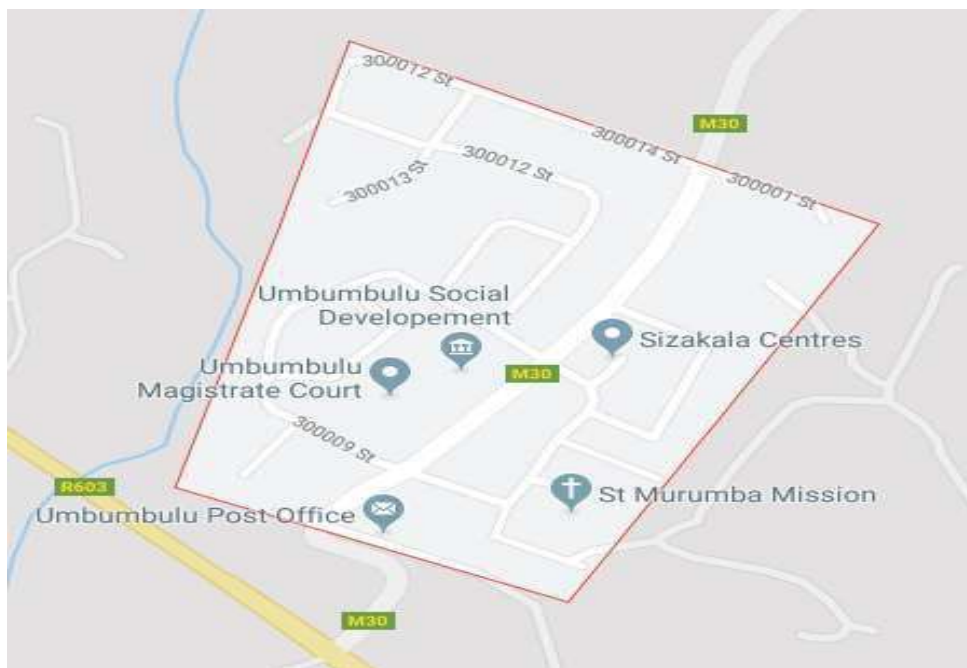 300012 St
M30
300014 St
300012 St
300013 St
300001 St
Umbumbulu Social
Developement
Sizakala Centres
Umbumbulu
Magistrate Court
M30
300009 St
R603
St Murumba Mission
Umbumbulu Post Office
M30